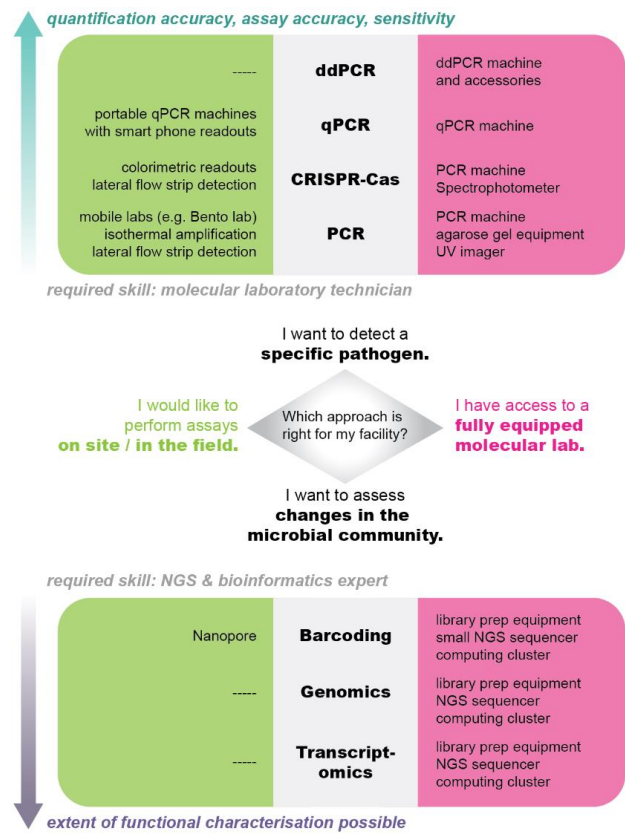 quantification accuracy, assay accuracy, sensitivity
-----
ddPCR
ddPCR machine
and accessories
portable qPCR machines
with smart phone readouts
qPCR
qPCR machine
colorimetric readouts
lateral flow strip detection
CRISPR-Cas
PCR machine
Spectrophotometer
mobile labs (e.g. Bento lab)
isothermal amplification
lateral flow strip detection
PCR
PCR machine
agarose gel equipment
UV imager
required skill: molecular laboratory technician
I want to detect a
specific pathogen.
I would like to
perform assays
on site / in the field.
Which approach is
right for my facility?
I have access to a
fully equipped
molecular lab.
I want to assess
changes in the
microbial community.
required skill: NGS & bioinformatics expert
Nanopore
Barcoding
library prep equipment
small NGS sequencer
computing cluster
-----
Genomics
library prep equipment
NGS sequencer
computing cluster
-----
Transcript-
omics
library prep equipment
NGS sequencer
computing cluster
extent of functional characterisation possible